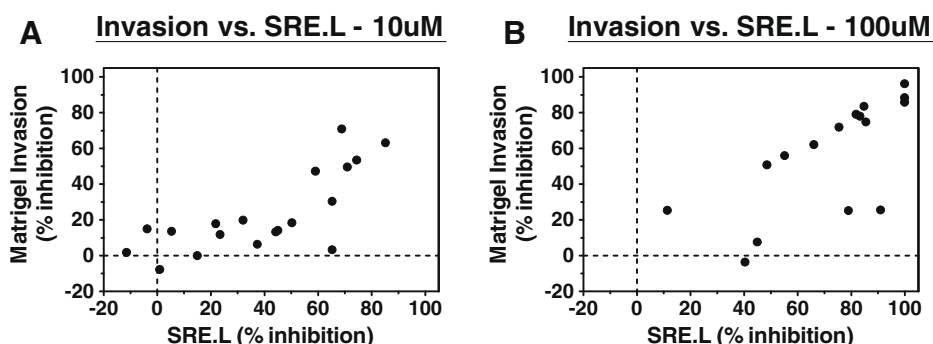 A
Invasion vs. SRE.L - 10uM
Matrigel Invasion
(% inhibition)
100
80
60
40
20
0
-20
-20 0 20 40 60 80 100
SRE.L (% inhibition)
B
Invasion vs. SRE.L - 100uM
Matrigel Invasion
(% inhibition)
100
80
60
40
20
0
-20
-20 0 20 40 60 80 100
SRE.L (% inhibition)